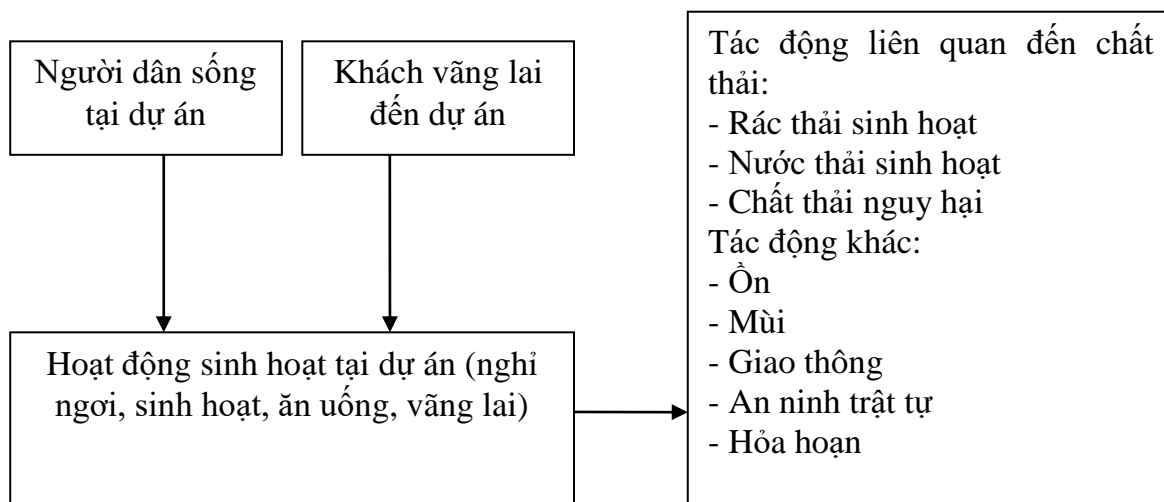 Người dân sống
tại dự án
Khách vãng lai
đến dự án
Hoạt động sinh hoạt tại dự án (nghỉ
ngơi, sinh hoạt, ăn uống, vãng lai)
Tác động liên quan đến chất
thải:
- Rác thải sinh hoạt
- Nước thải sinh hoạt
- Chất thải nguy hại
Tác động khác:
- Ồn
- Mùi
- Giao thông
- An ninh trật tự
- Hỏa hoạn